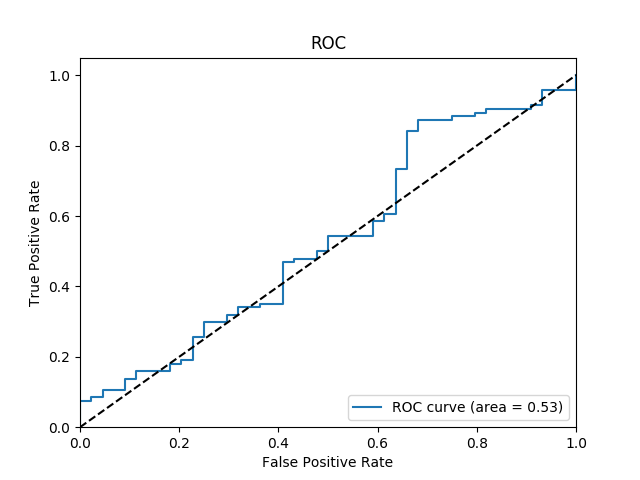 ROC
True Positive Rate
1.0
0.8
0.6
0.4
0.2
0.0
ROC curve (area = 0.53)
0.0 0.2 0.4 0.6 0.8 1.0
False Positive Rate